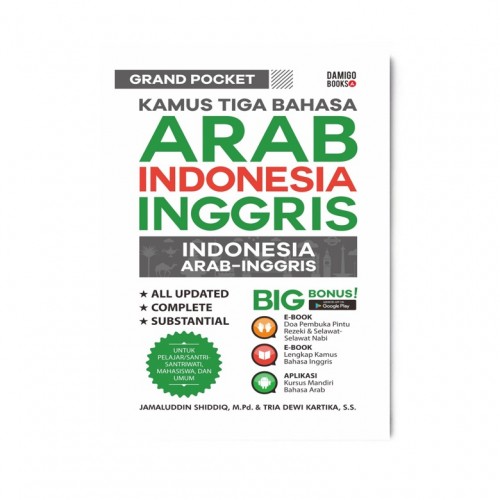 GRAND POCKET
DAMIGO
BOOKS
KAMUS TIGA BAHASA
ARAB
INDONESIA
INGGRIS
INDONESIA
ARAB-INGGRIS
★ ALL UPDATED
★ COMPLETE
★ SUBSTANTIAL
UNTUK
PELAJAR/SANTRI-
SANTRIWATI,
MAHASISWA, DAN
UMUM
BIG BONUS!
Google Play
E-BOOK
Doa Pembuka Pintu
Rezeki & Selawat-
Selawat Nabi
E-BOOK
Lengkap Kamus
Bahasa Inggris
APLIKASI
Kursus Mandiri
Bahasa Arab
JAMALUDDIN SHIDDIQ, M.Pd. & TRIA DEWI KARTIKA, S.S.